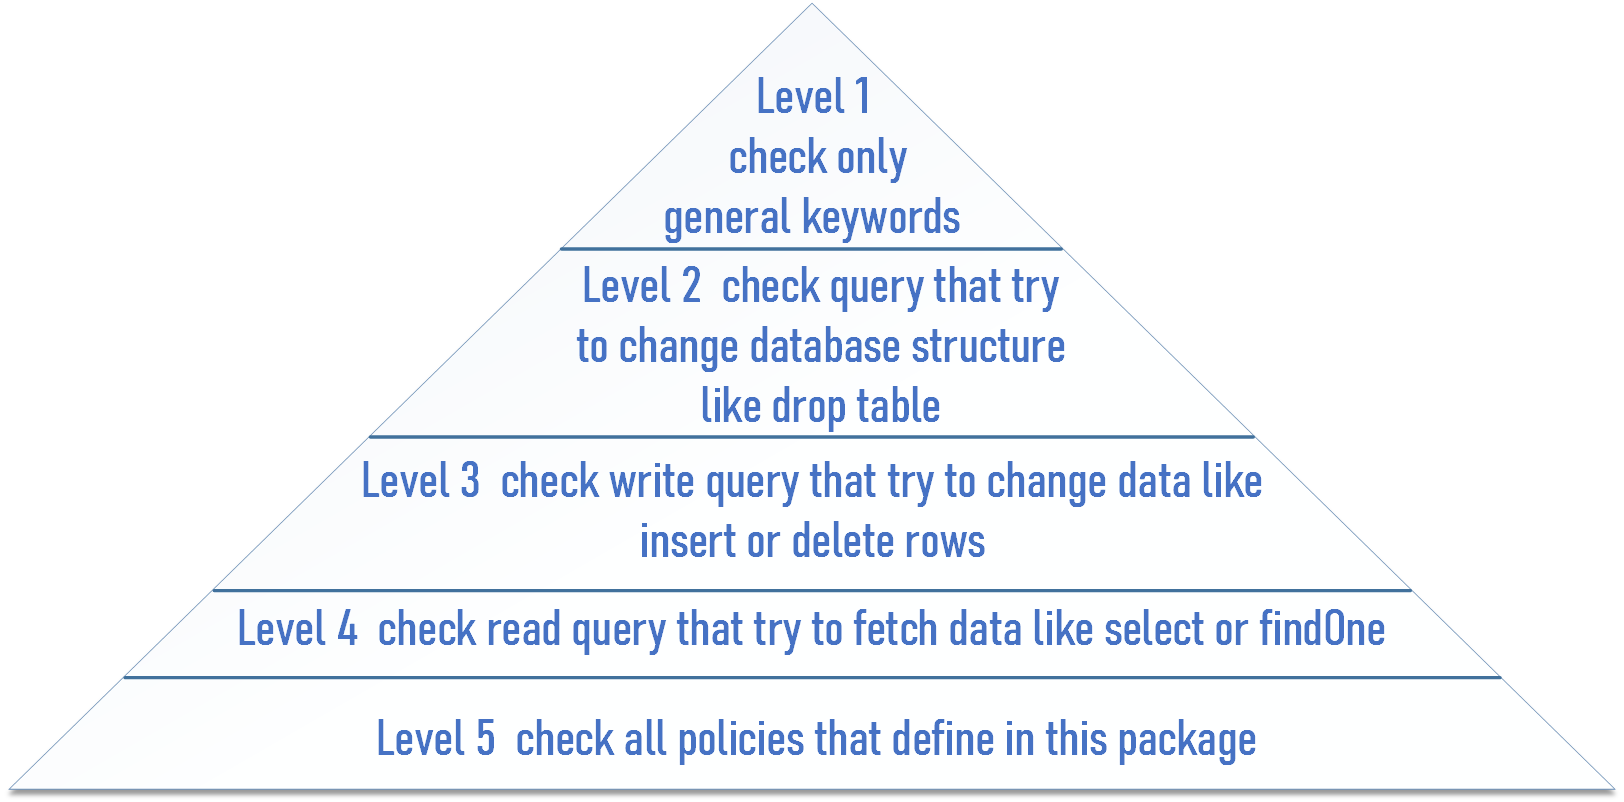 Level 1
check only
general keywords
Level 2 check query that try
to change database structure
like drop table
Level 3 check write query that try to change data like
insert or delete rows
Level 4 check read query that try to fetch data like select or findOne
Level 5 check all policies that define in this package